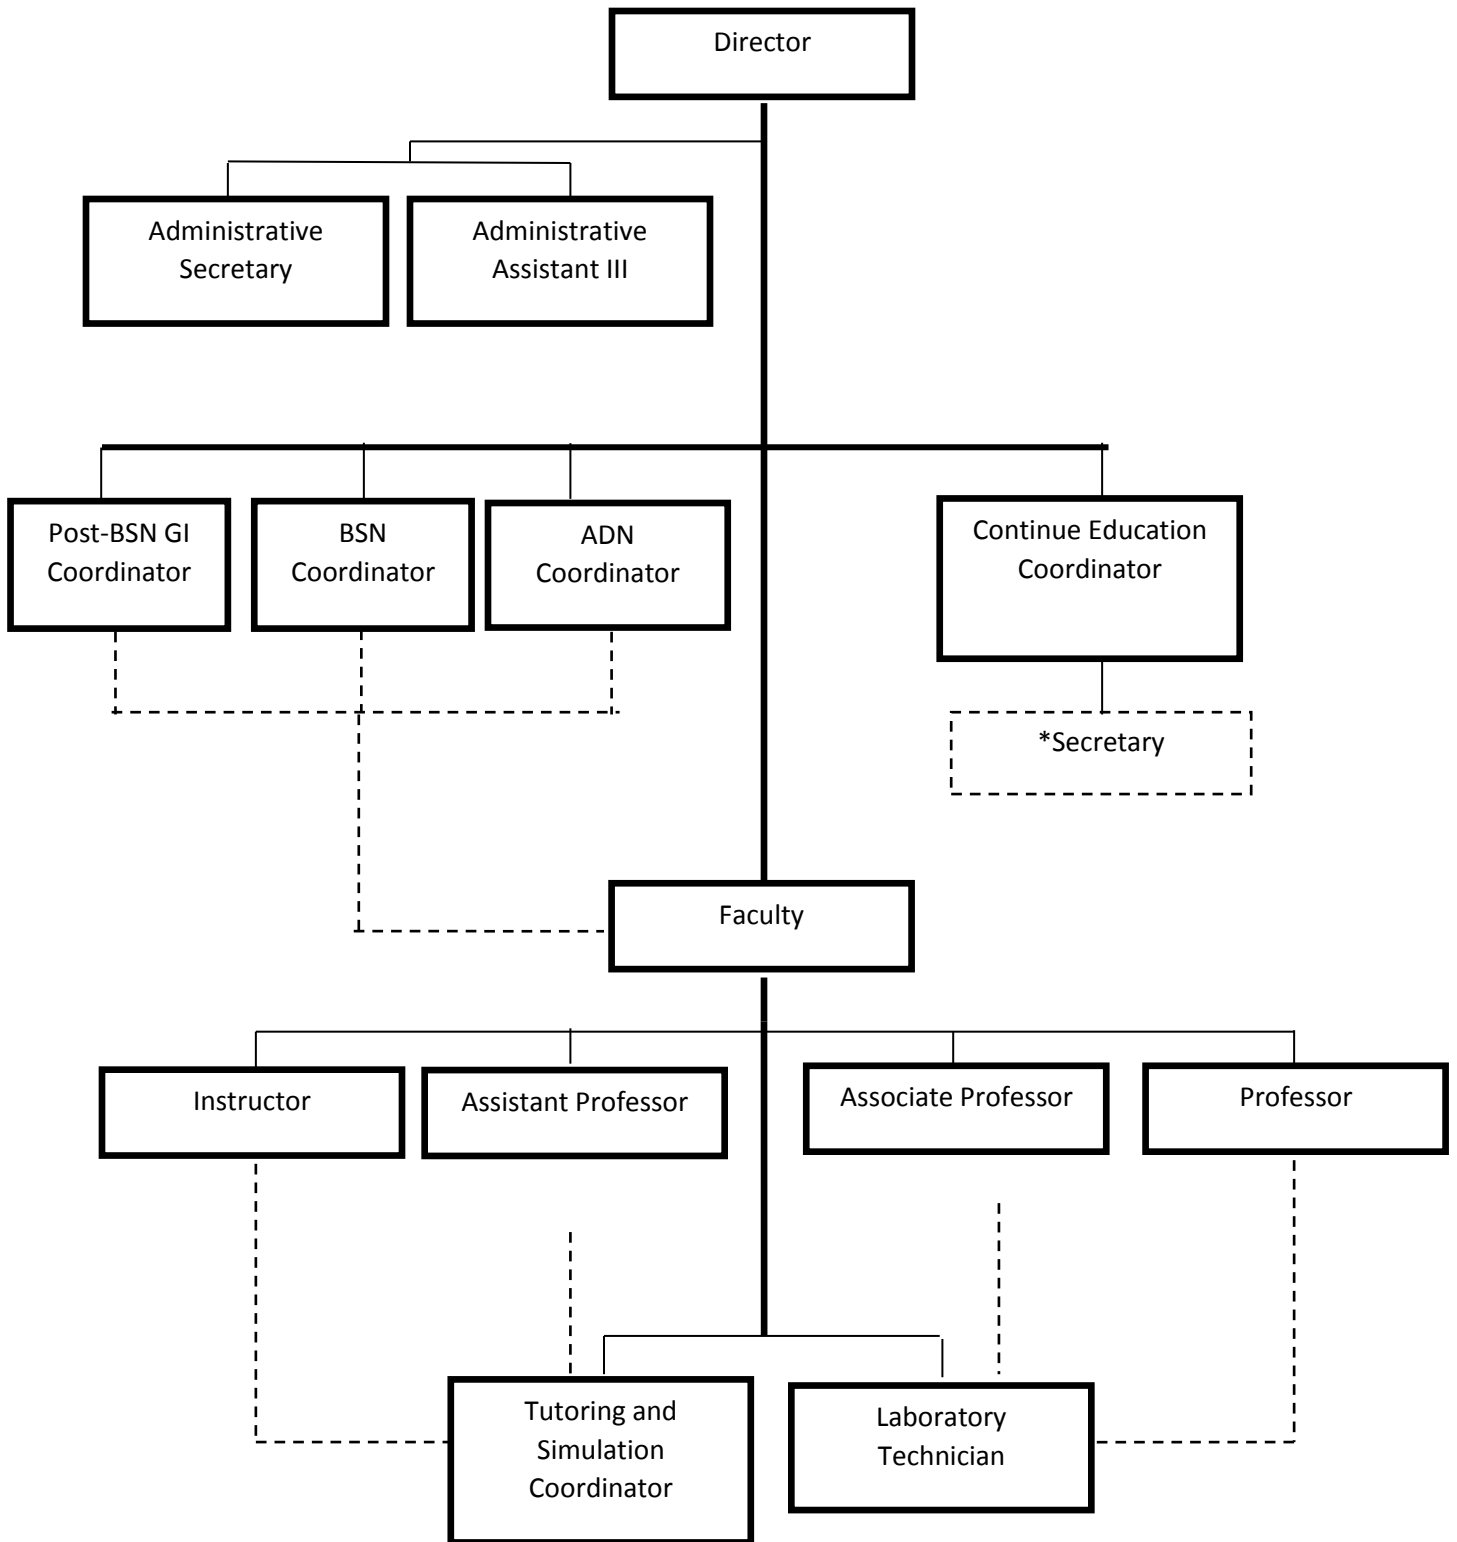 Director
Administrative
Secretary
Administrative
Assistant III
Post-BSN GI
Coordinator
BSN
Coordinator
ADN
Coordinator
Continue Education
Coordinator
*Secretary
Faculty
Instructor
Assistant Professor
Associate Professor
Professor
Tutoring and
Simulation
Coordinator
Laboratory
Technician